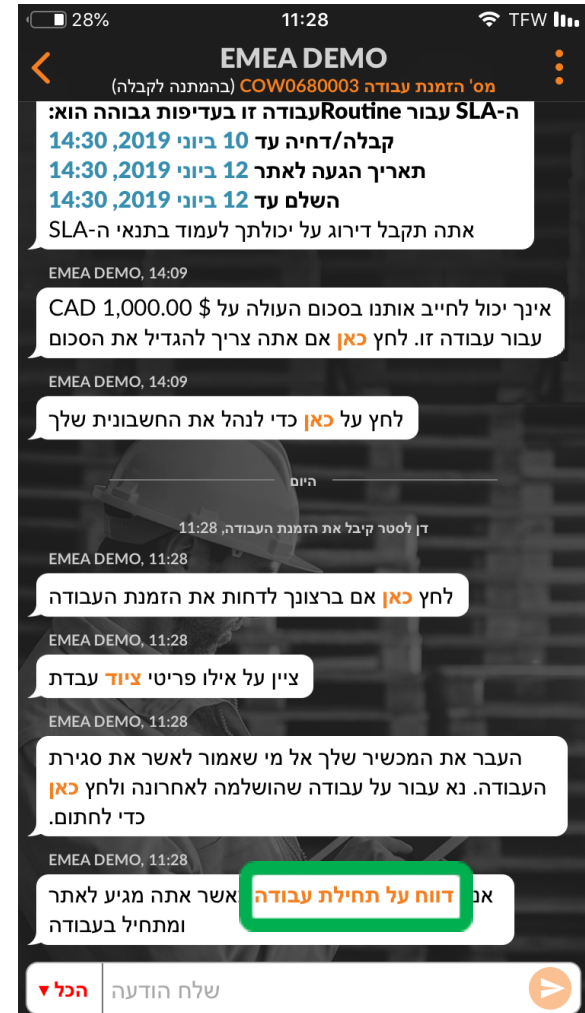 28%
11:28
TFW
EMEA DEMO
מס' הזמנת עבודה COW0680003 (בהמתנה לקבלה)
ה-SLA עבור Routineעבודה זו בעדיפות גבוהה הוא:
קבלה/דחיה עד 10 ביוני 2019, 14:30
תאריך הגעה לאתר 12 ביוני 2019, 14:30
השלם עד 12 ביוני 2019, 14:30
אתה תקבל דירוג על יכולתך לעמוד בתנאי ה-SLA
EMEA DEMO, 14:09
אינך יכול לחייב אותנו בסכום העולה על $ CAD 1,000.00
עבור עבודה זו. לחץ כאן אם אתה צריך להגדיל את הסכום
EMEA DEMO, 14:09
לחץ על כאן כדי לנהל את החשבונית שלך
היום
דן לסטר קיבל את הזמנת העבודה, 11:28
EMEA DEMO, 11:28
לחץ כאן אם ברצונך לדחות את הזמנת העבודה
EMEA DEMO, 11:28
ציין על אילו פריטי ציוד עבדת
EMEA DEMO, 11:28
העבר את המכשיר שלך אל מי שאמור לאשר את סגירת
העבודה. נא עבור על עבודה שהושלמה לאחרונה ולחץ כאן
כדי לחתום.
EMEA DEMO, 11:28
דווח על תחילת עבודה אשר אתה מגיע לאתר
ומתחיל בעבודה
שלח הודעה
הכל